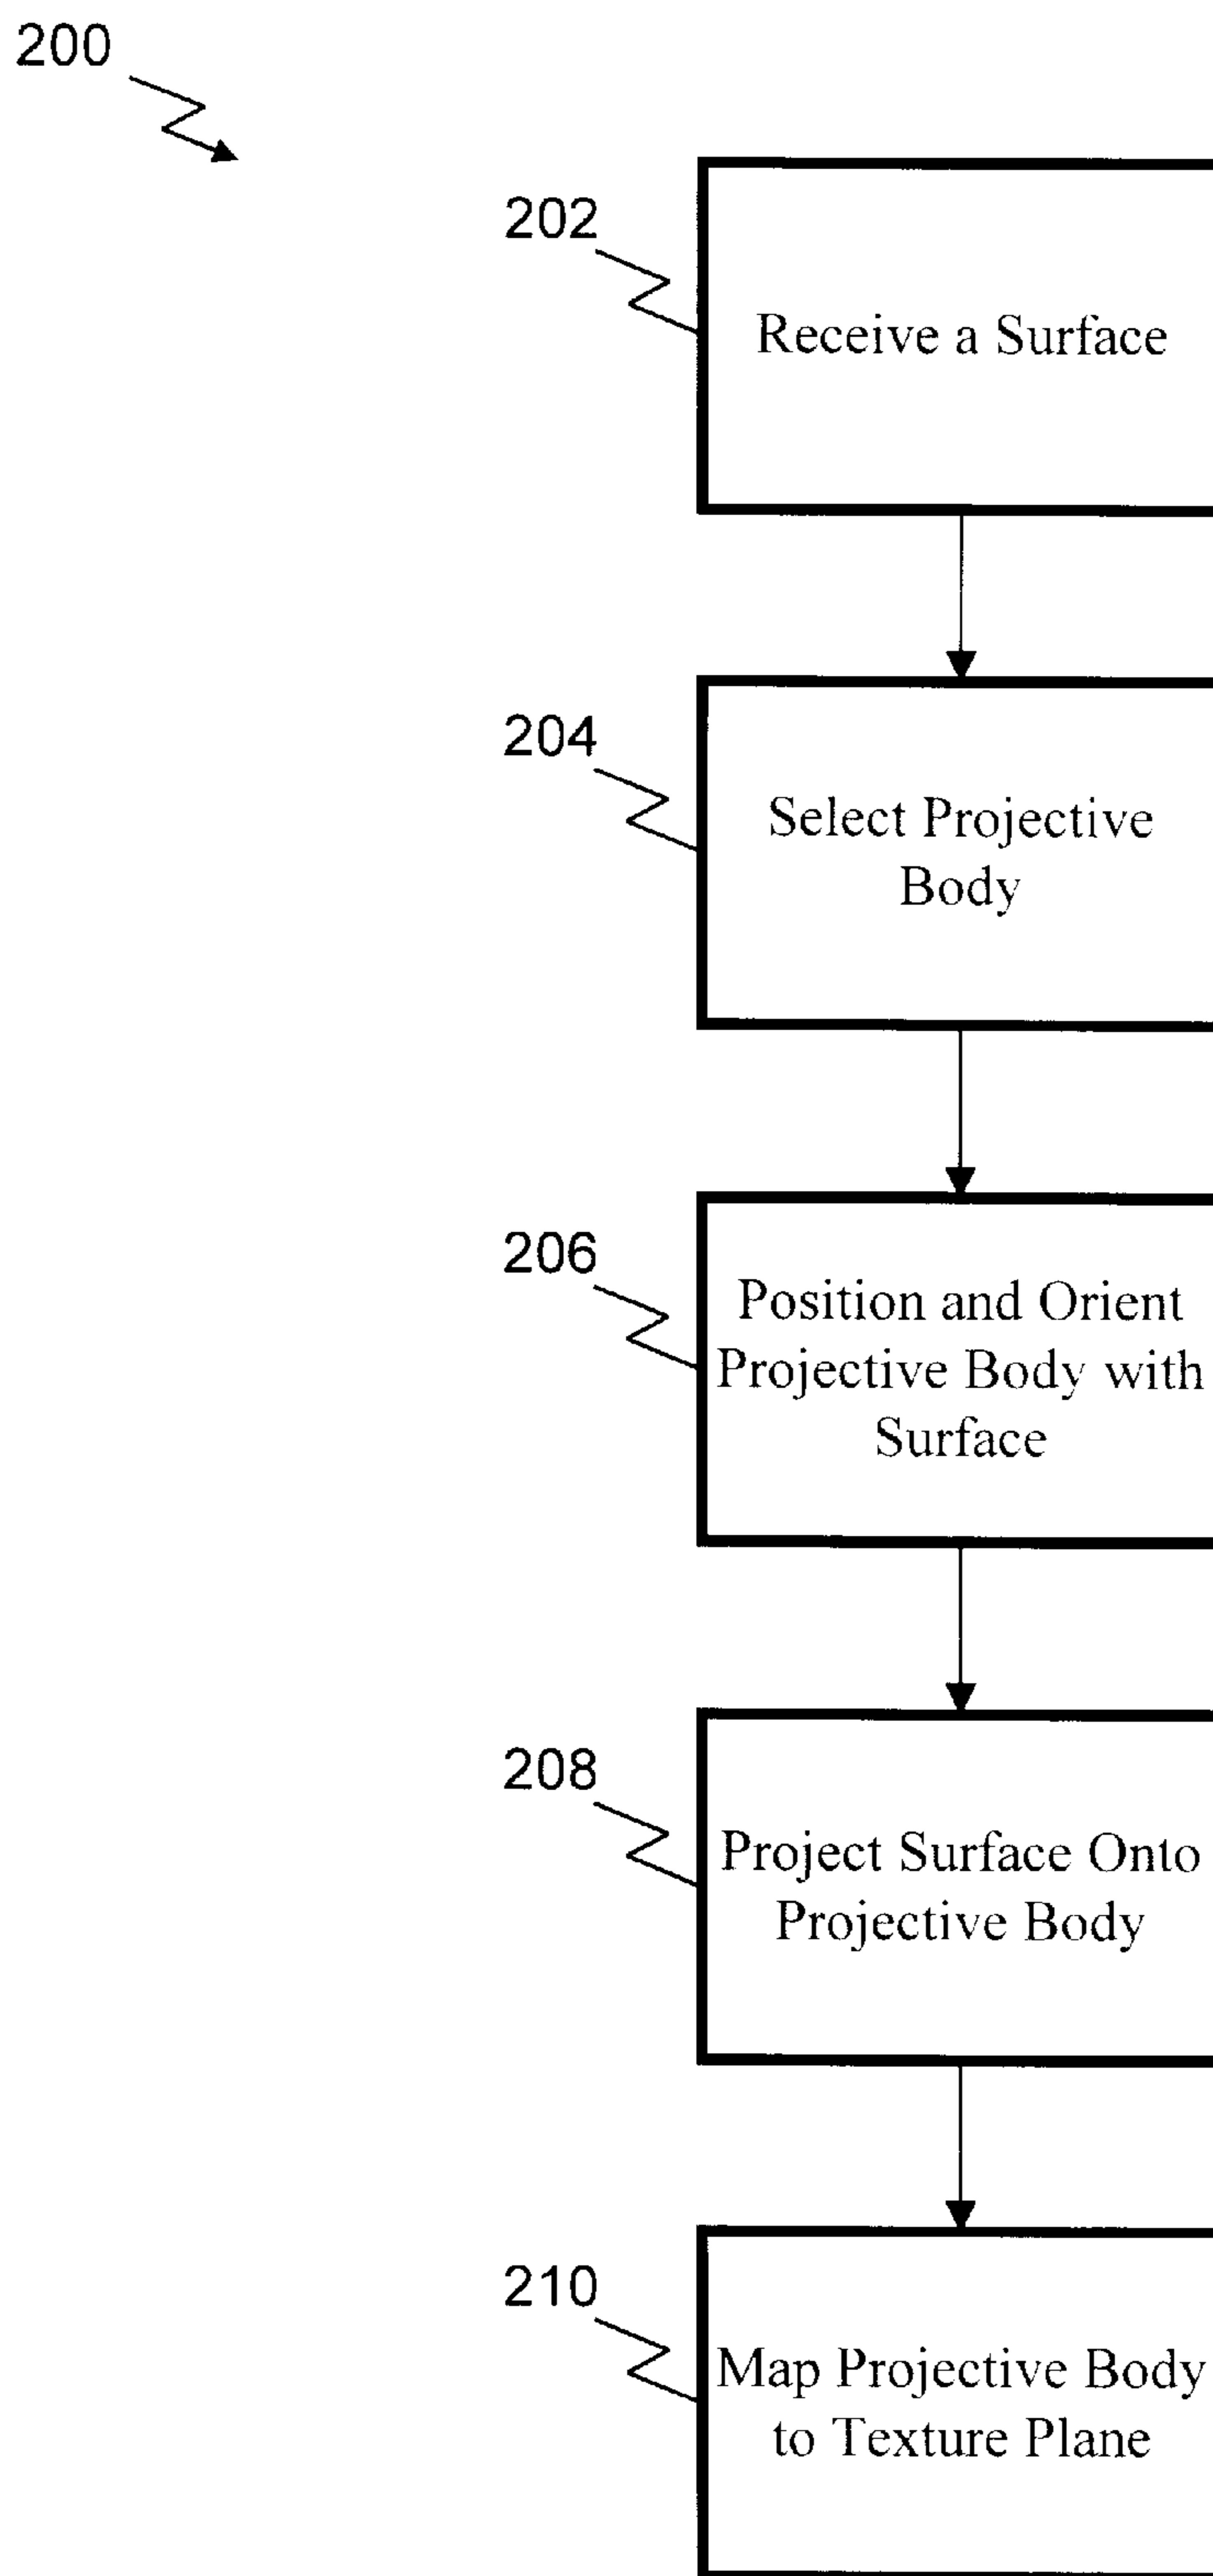 200
202
Receive a Surface
204
Select Projective
Body
206
Position and Orient
Projective Body with
Surface
208
Project Surface Onto
Projective Body
210
Map Projective Body
to Texture Plane